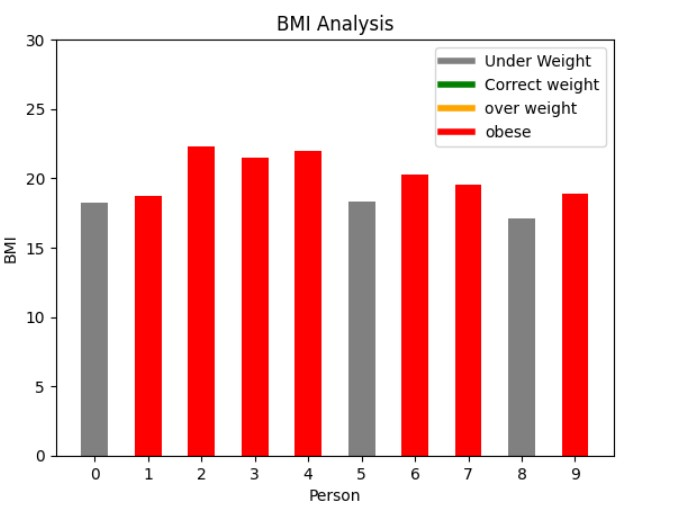 BMI Analysis
30
25
20
15
10
5
0
BMI
Under Weight
Correct weight
over weight
obese
0 1 2 3 4 5 6 7 8 9
Person